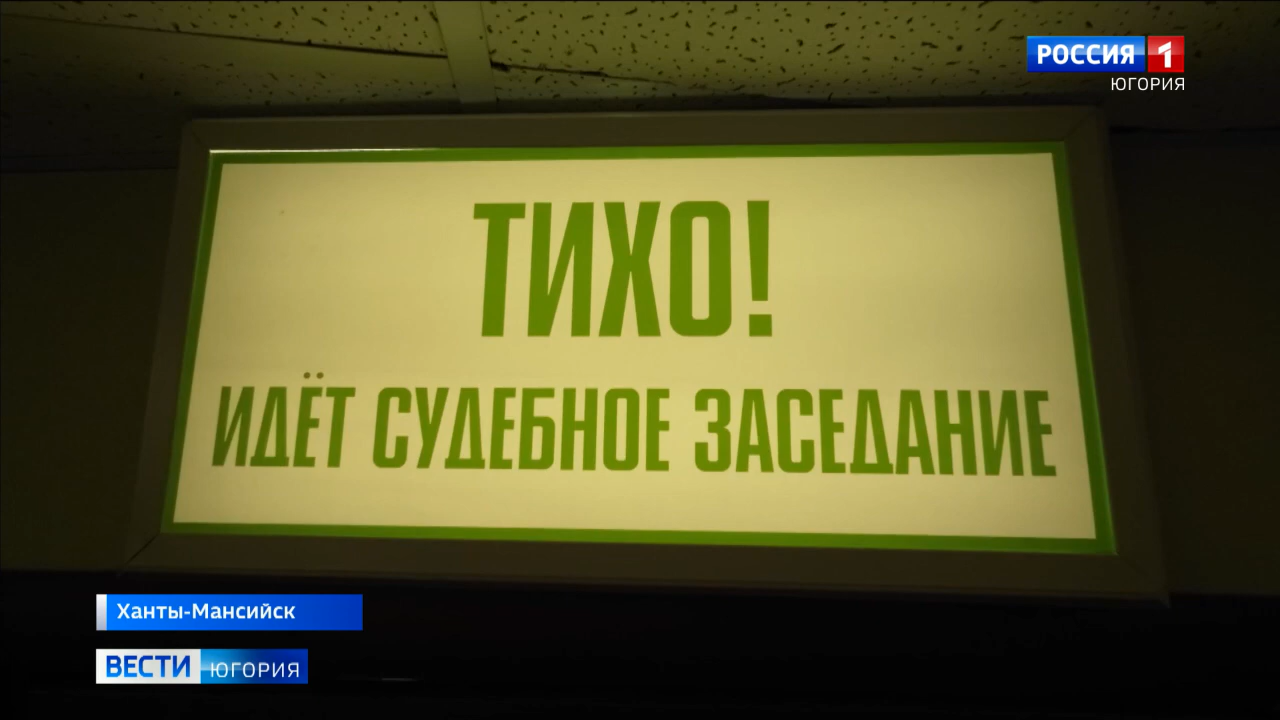 РОССИЯ 1
ЮГОРИЯ
ТИХО!
ИДЁТ СУДЕБНОЕ ЗАСЕДАНИЕ
Ханты-Мансийск
ВЕСТИ ЮГОРИЯ